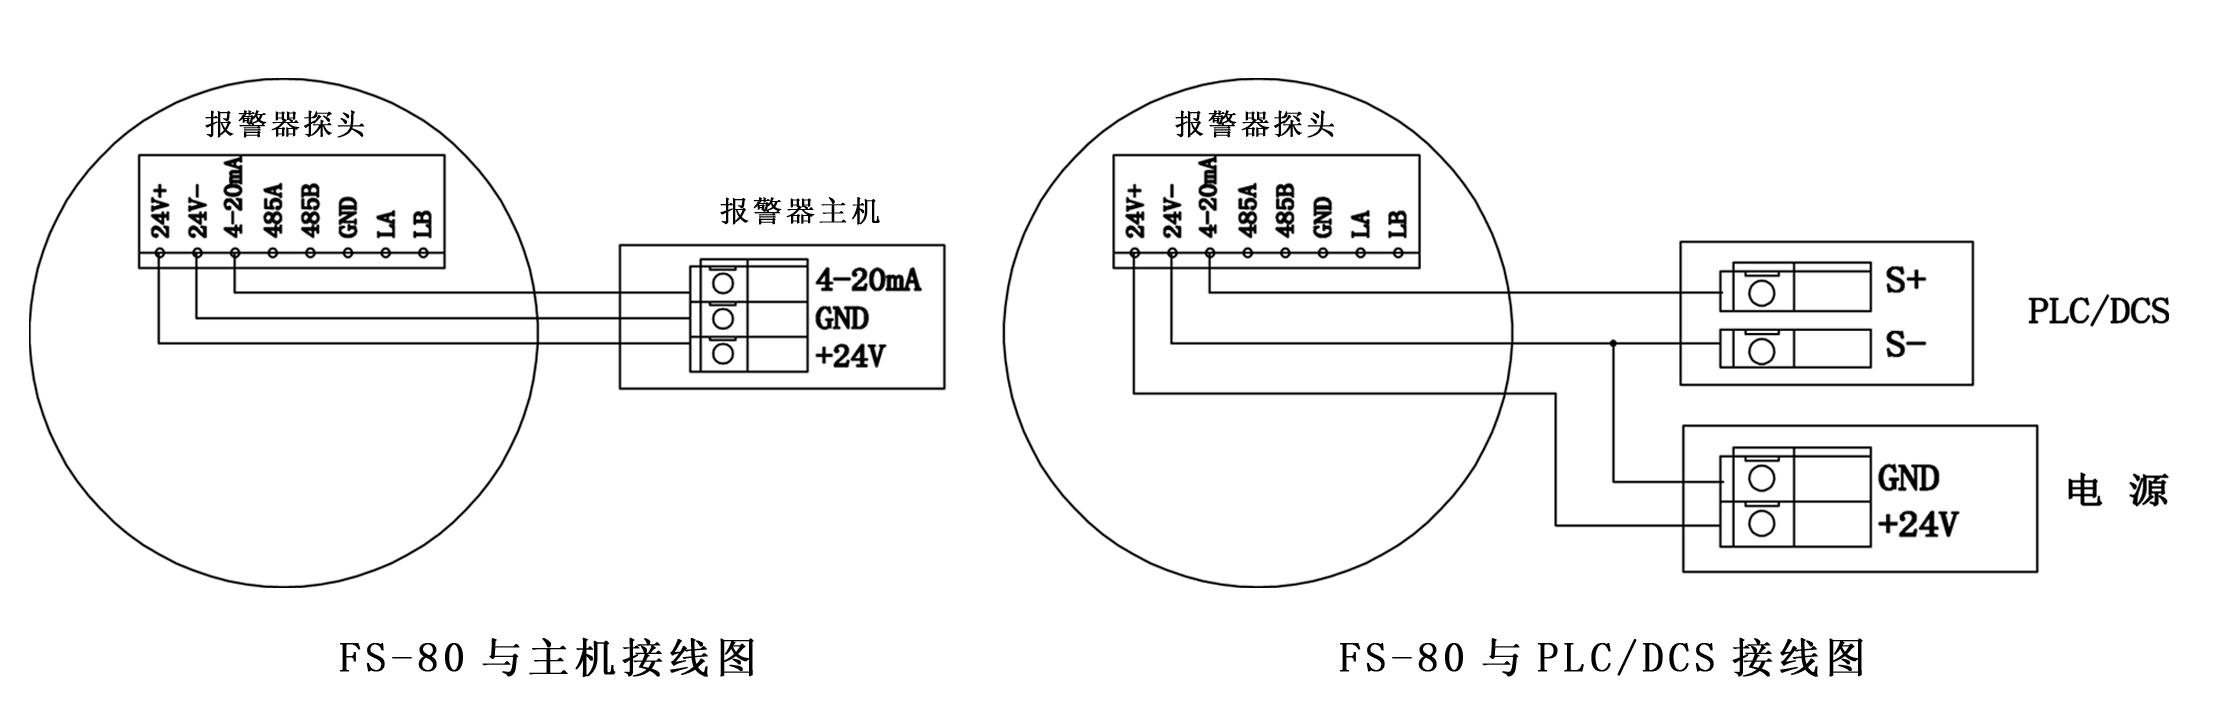 报警器探头
24V+
24V-
4-20mA
485A
485B
GND
LA
LB
报警器主机
4-20mA
GND
+24V
FS-80 与主机接线图
报警器探头
24V+
24V-
4-20mA
485A
485B
GND
LA
LB
S+
S-
PLC/DCS
GND
+24V
电 源
FS-80 与 PLC/DCS 接线图